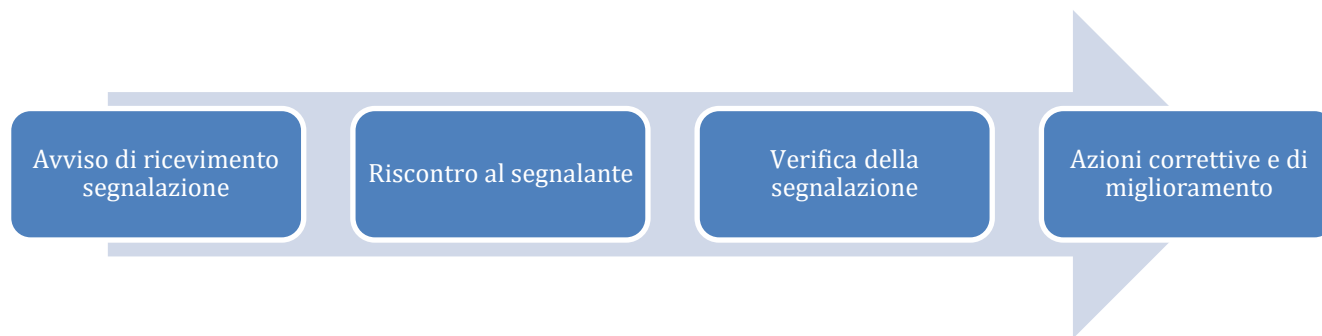 Avviso di ricevimento
segnalazione
Riscontro al segnalante
Verifica della
segnalazione
Azioni correttive e di
miglioramento